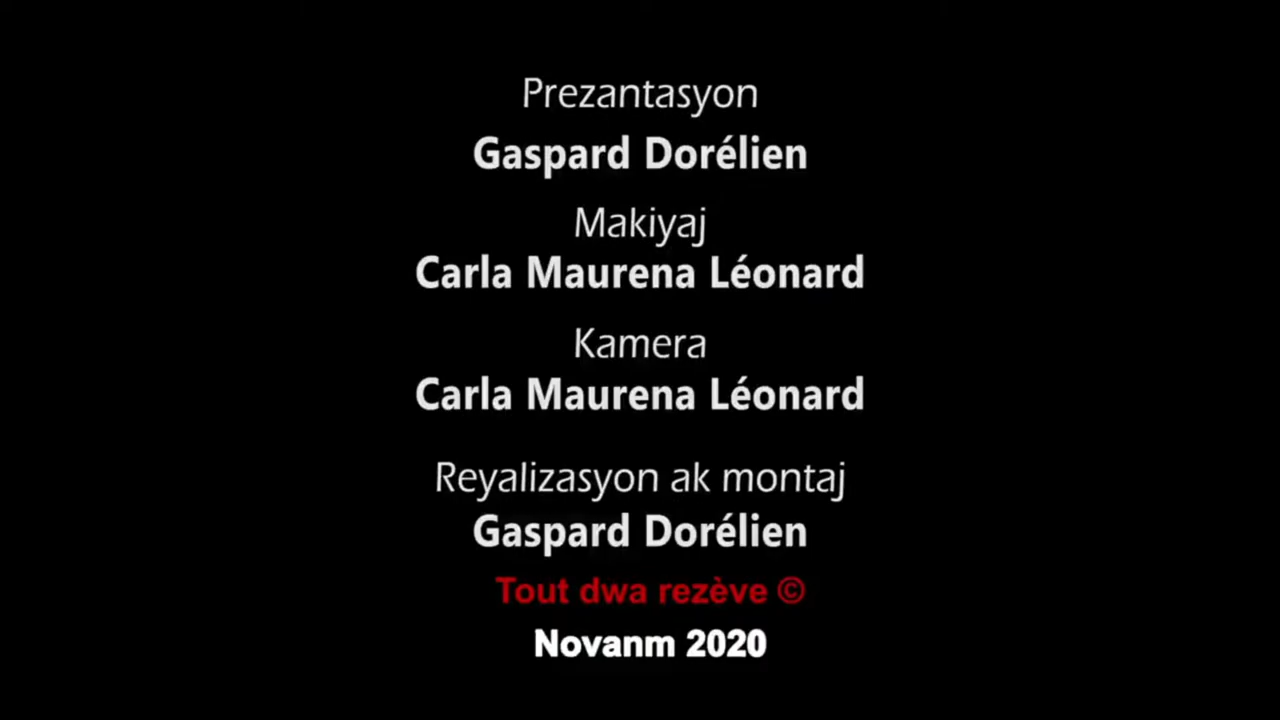 Prezantasyon
Gaspard Dorélien
Makiyaj
Carla Maurena Léonard
Kamera
Carla Maurena Léonard
Reyalizasyon ak montaj
Gaspard Dorélien
Tout dwa rezève ©
Novanm 2020